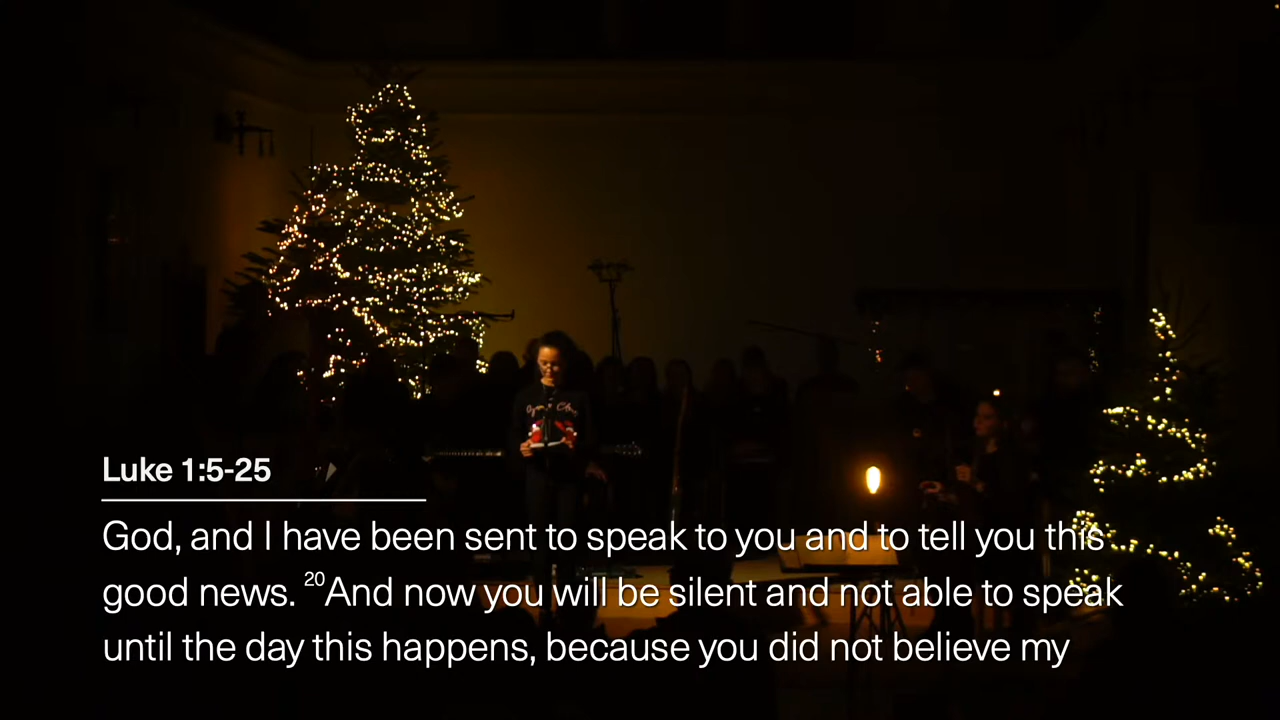 Luke 1:5-25
God, and I have been sent to speak to you and to tell you this
good news. 20And now you will be silent and not able to speak
until the day this happens, because you did not believe my